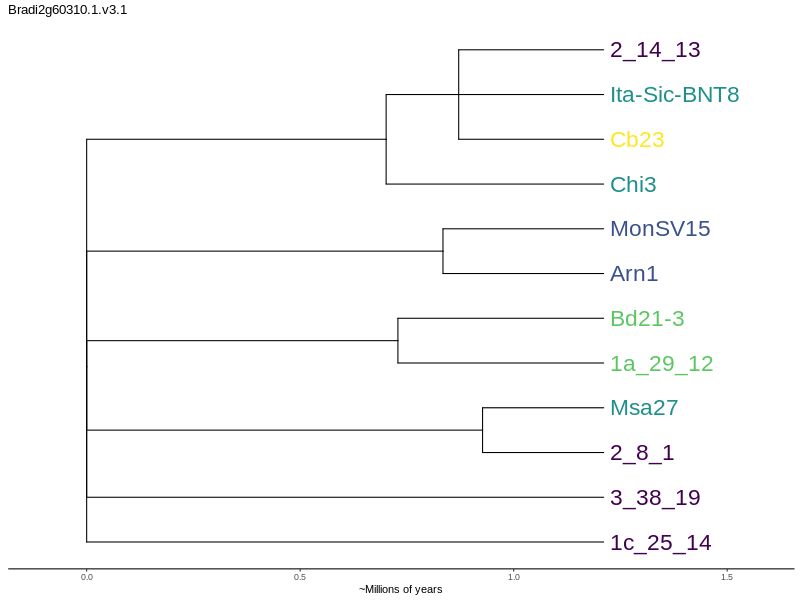 Bradi2g60310.1.v3.1
2_14_13
Ita-Sic-BNT8
Cb23
Chi3
MonSV15
Arn1
Bd21-3
1a_29_12
Msa27
2_8_1
3_38_19
1c_25_14
0.0 0.5 1.0 1.5
~Millions of years